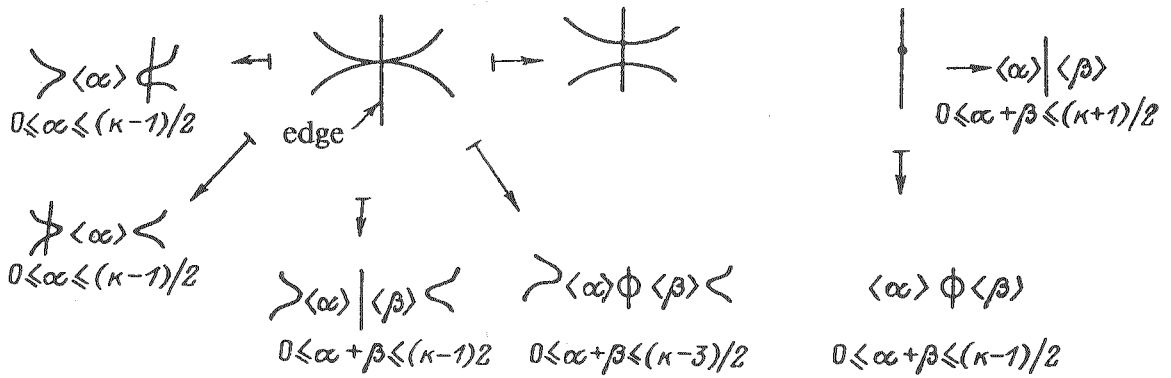 ⟨α⟩
0≤α≤(κ-1)/2
edge
⟨α⟩|⟨β⟩
0≤α+β≤(κ+1)/2
⟨α⟩
0≤α≤(κ-1)/2
⟨α⟩|⟨β⟩
0≤α+β≤(κ-1)2
⟨α⟩ϕ⟨β⟩
0≤α+β≤(κ-3)/2
⟨α⟩ϕ⟨β⟩
0≤α+β≤(κ-1)/2